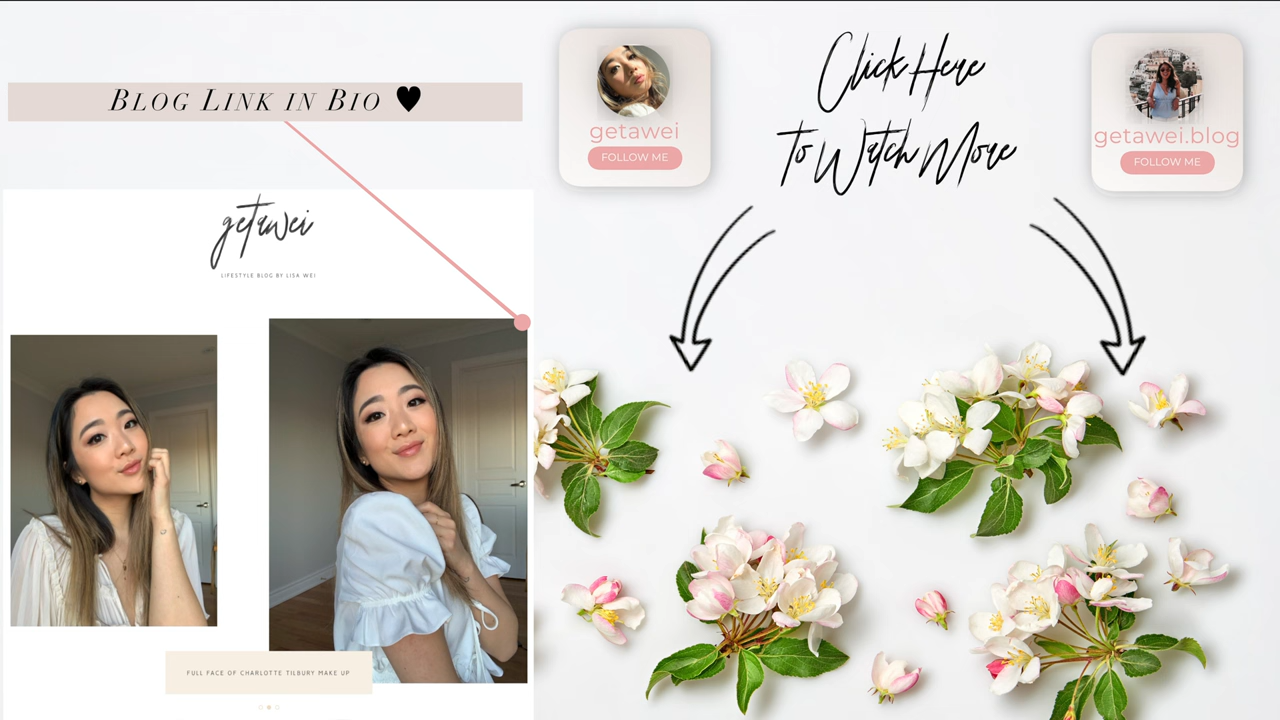 BLOG LINK IN BIO ♥
getawei
LIFESTYLE BLOG BY LISA WEI
FULL FACE OF CHARLOTTE TILBURY MAKE UP
getawei
FOLLOW ME
Click Here
To Watch More
getawei.blog
FOLLOW ME